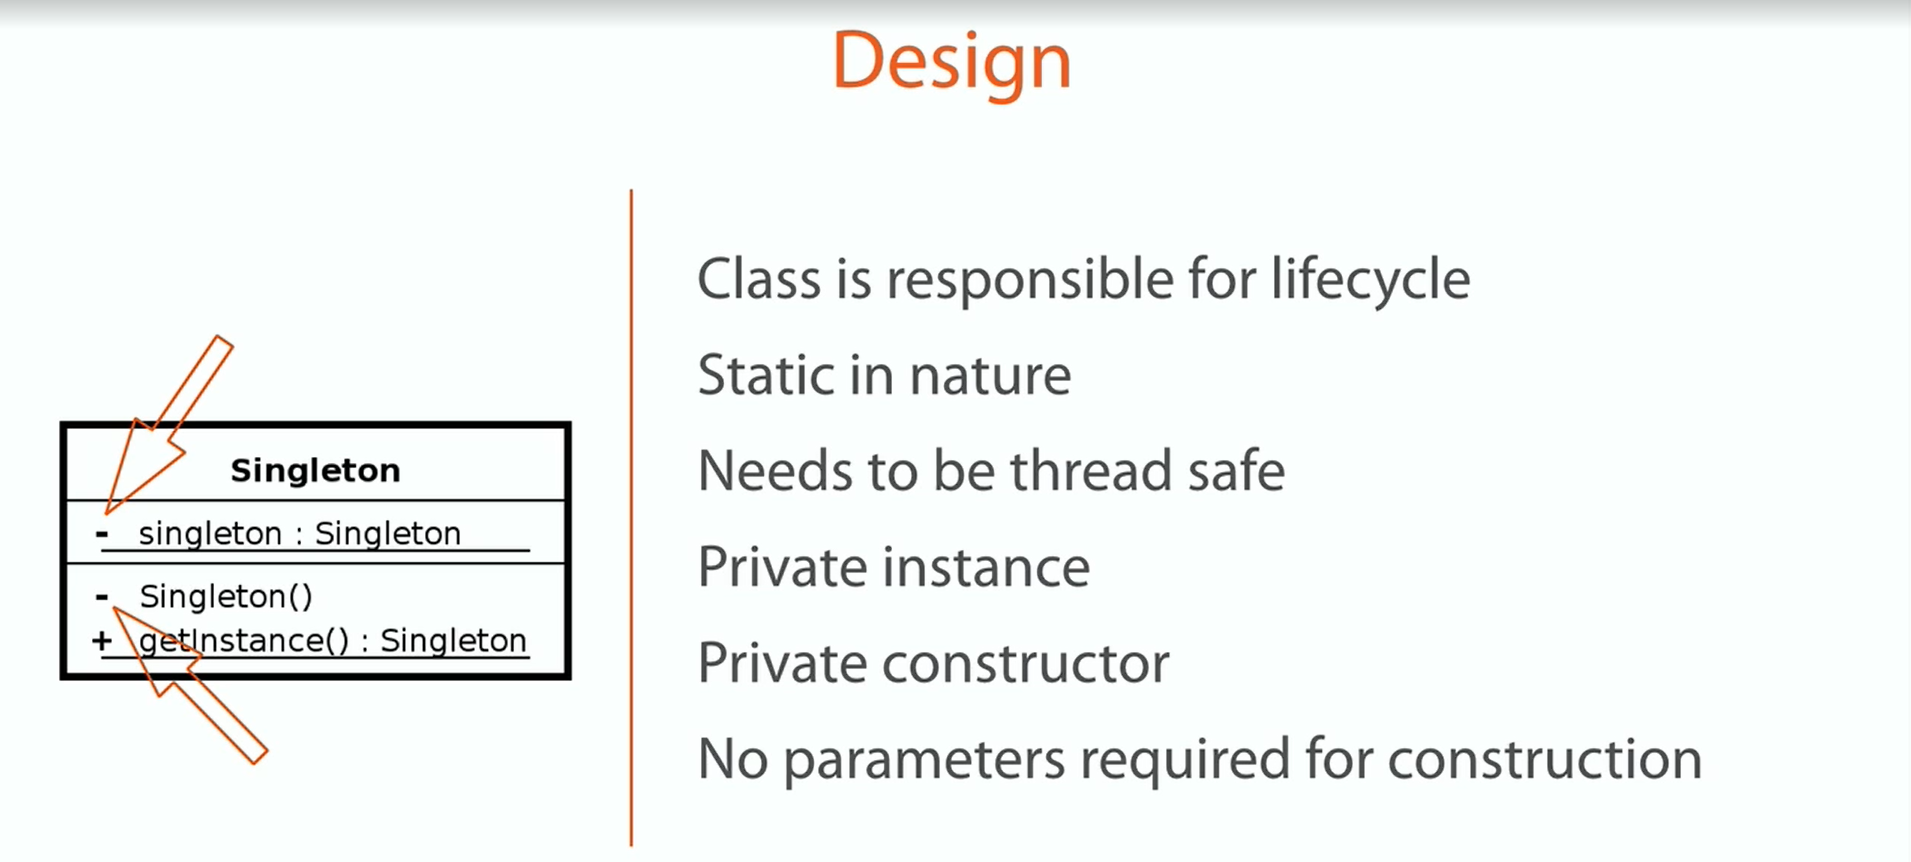 Design
Singleton
- singleton : Singleton
- Singleton()
+ getInstance() : Singleton
Class is responsible for lifecycle
Static in nature
Needs to be thread safe
Private instance
Private constructor
No parameters required for construction